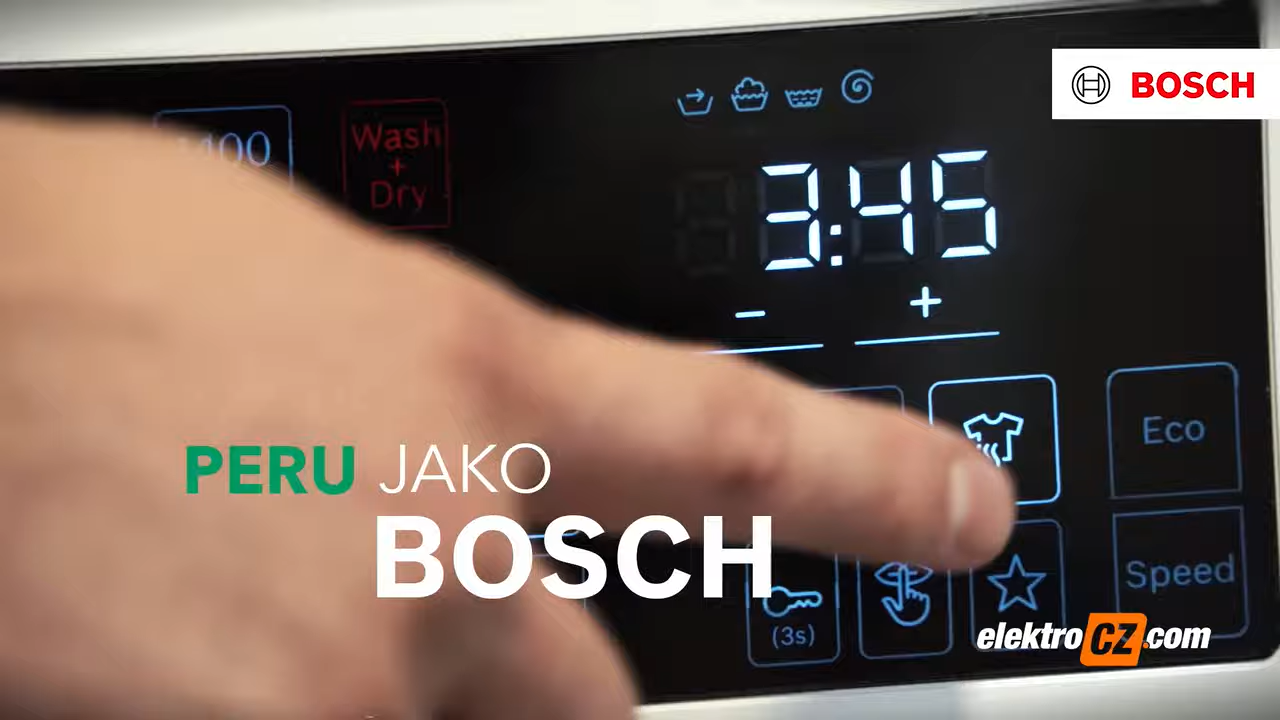 BOSCH
Wash
+
Dry
3:45
- +
Eco
Speed
(3s)
PERU JAKO
BOSCH
elektroCZ.com